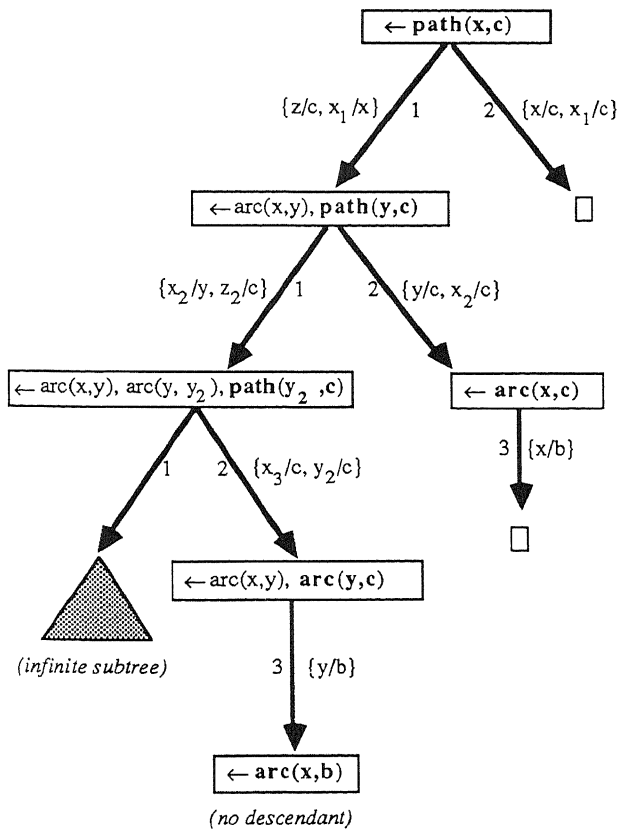 ← path(x,c)
{z/c, x₁/x} 1 2 {x/c, x₁/c}
← arc(x,y), path(y,c)
{x₂/y, z₂/c} 1 2 {y/c, x₂/c}
← arc(x,y), arc(y, y₂), path(y₂ ,c)
← arc(x,c)
1 2 {x₃/c, y₂/c}
3 {x/b}
← arc(x,y), arc(y,c)
(infinite subtree)
3 {y/b}
← arc(x,b)
(no descendant)